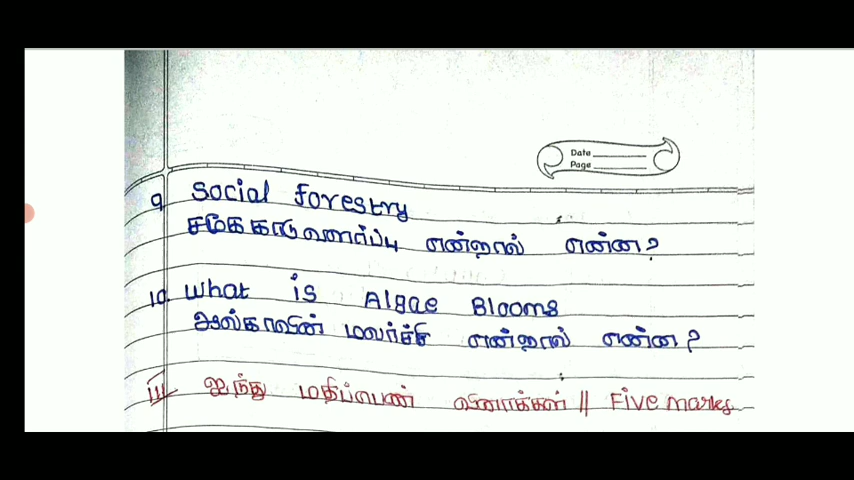 Date
Page
9 Social forestry
சமூக காடு வளர்ப்பு என்றால் என்ன?
10. What is Algae Blooms
ஆல்காவின் மலர்ச்சி என்றால் என்ன?
iii ஐந்து மதிப்பெண் வினாக்கள் || Five marks